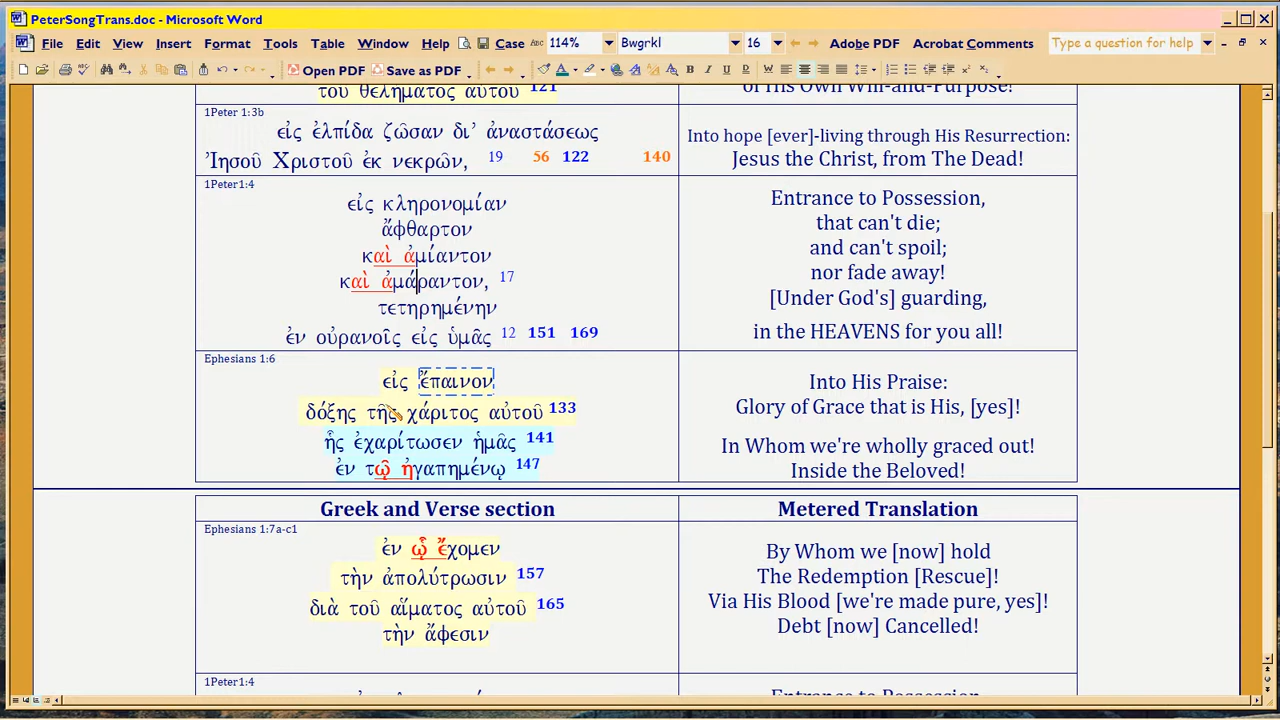 PeterSongTrans.doc - Microsoft Word
File Edit View Insert Format Tools Table Window Help Case 114% Bwgrkl 16 Adobe PDF Acrobat Comments Type a question for help
Open PDF Save as PDF
τοῦ θελήματος αὐτοῦ 121
of His Own Will-and-Purpose!
1Peter 1:3b
εἰς ἐλπίδα ζῶσαν δι’ ἀναστάσεως
Ἰησοῦ Χριστοῦ ἐκ νεκρῶν, 19 56 122 140
Into hope [ever]-living through His Resurrection:
Jesus the Christ, from The Dead!
1Peter1:4
εἰς κληρονομίαν
ἄφθαρτον
καὶ ἀμίαντον
καὶ ἀμάραντον, 17
τετηρημένην
ἐν οὐρανοῖς εἰς ὑμᾶς 12 151 169
Entrance to Possession,
that can't die;
and can't spoil;
nor fade away!
[Under God's] guarding,
in the HEAVENS for you all!
Ephesians 1:6
εἰς ἔπαινον
δόξης τῆς χάριτος αὐτοῦ 133
ἧς ἐχαρίτωσεν ἡμᾶς 141
ἐν τῷ ἠγαπημένῳ 147
Into His Praise:
Glory of Grace that is His, [yes]!
In Whom we're wholly graced out!
Inside the Beloved!
Greek and Verse section
Metered Translation
Ephesians 1:7a-c1
ἐν ᾧ ἔχομεν
τὴν ἀπολύτρωσιν 157
διὰ τοῦ αἵματος αὐτοῦ 165
τὴν ἄφεσιν
By Whom we [now] hold
The Redemption [Rescue]!
Via His Blood [we're made pure, yes]!
Debt [now] Cancelled!
1Peter 1:4
Entrance to Possession